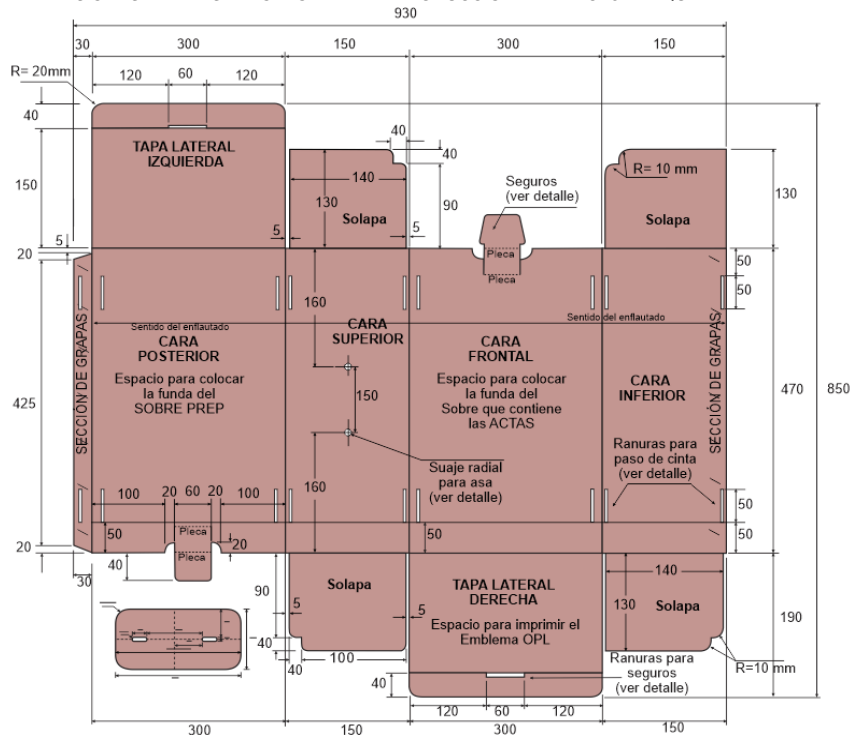 930
30
300
150
300
150
R= 20mm
120
60
120
40
TAPA LATERAL
IZQUIERDA
150
40
40
140
130
90
Solapa
5
5
Seguros
(ver detalle)
Pleca
Pleca
R= 10 mm
Solapa
130
5
20
50
50
160
Sentido del enflautado
Sentido del enflautado
CARA
POSTERIOR
Espacio para colocar
la funda del
SOBRE PREP
CARA
SUPERIOR
CARA
FRONTAL
Espacio para colocar
la funda del
Sobre que contiene
las ACTAS
CARA
INFERIOR
SECCIÓN DE GRAPAS
SECCIÓN DE GRAPAS
425
150
470
850
Suaje radial
para asa
(ver detalle)
Ranuras para
paso de cinta
(ver detalle)
160
100
20
60
20
100
50
50
50
50
Pleca
Pleca
20
20
40
30
90
Solapa
5
5
40
40
100
TAPA LATERAL
DERECHA
Espacio para imprimir el
Emblema OPL
140
130
Solapa
190
R=10 mm
Ranuras para
seguros
(ver detalle)
40
120
60
120
300
150
300
150